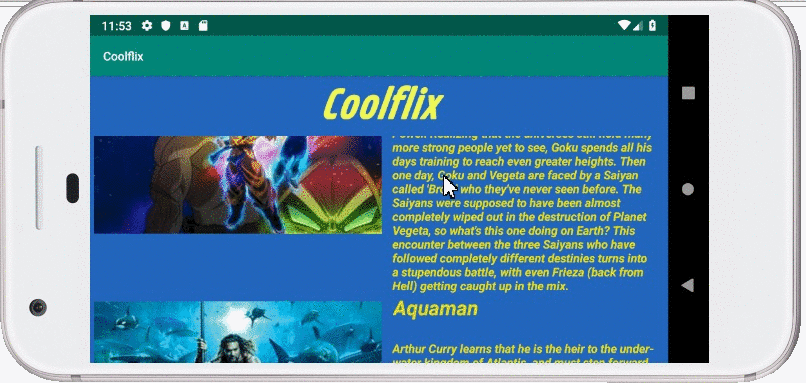 11:53
Coolflix
Coolflix
Power. Realizing that the universes still hold many
more strong people yet to see, Goku spends all his
days training to reach even greater heights. Then
one day, Goku and Vegeta are faced by a Saiyan
called 'Bro who they've never seen before. The
Saiyans were supposed to have been almost
completely wiped out in the destruction of Planet
Vegeta, so what's this one doing on Earth? This
encounter between the three Saiyans who have
followed completely different destinies turns into
a stupendous battle, with even Frieza (back from
Hell) getting caught up in the mix.
Aquaman
Arthur Curry learns that he is the heir to the under-
water kingdom of Atlantis, and must step forward